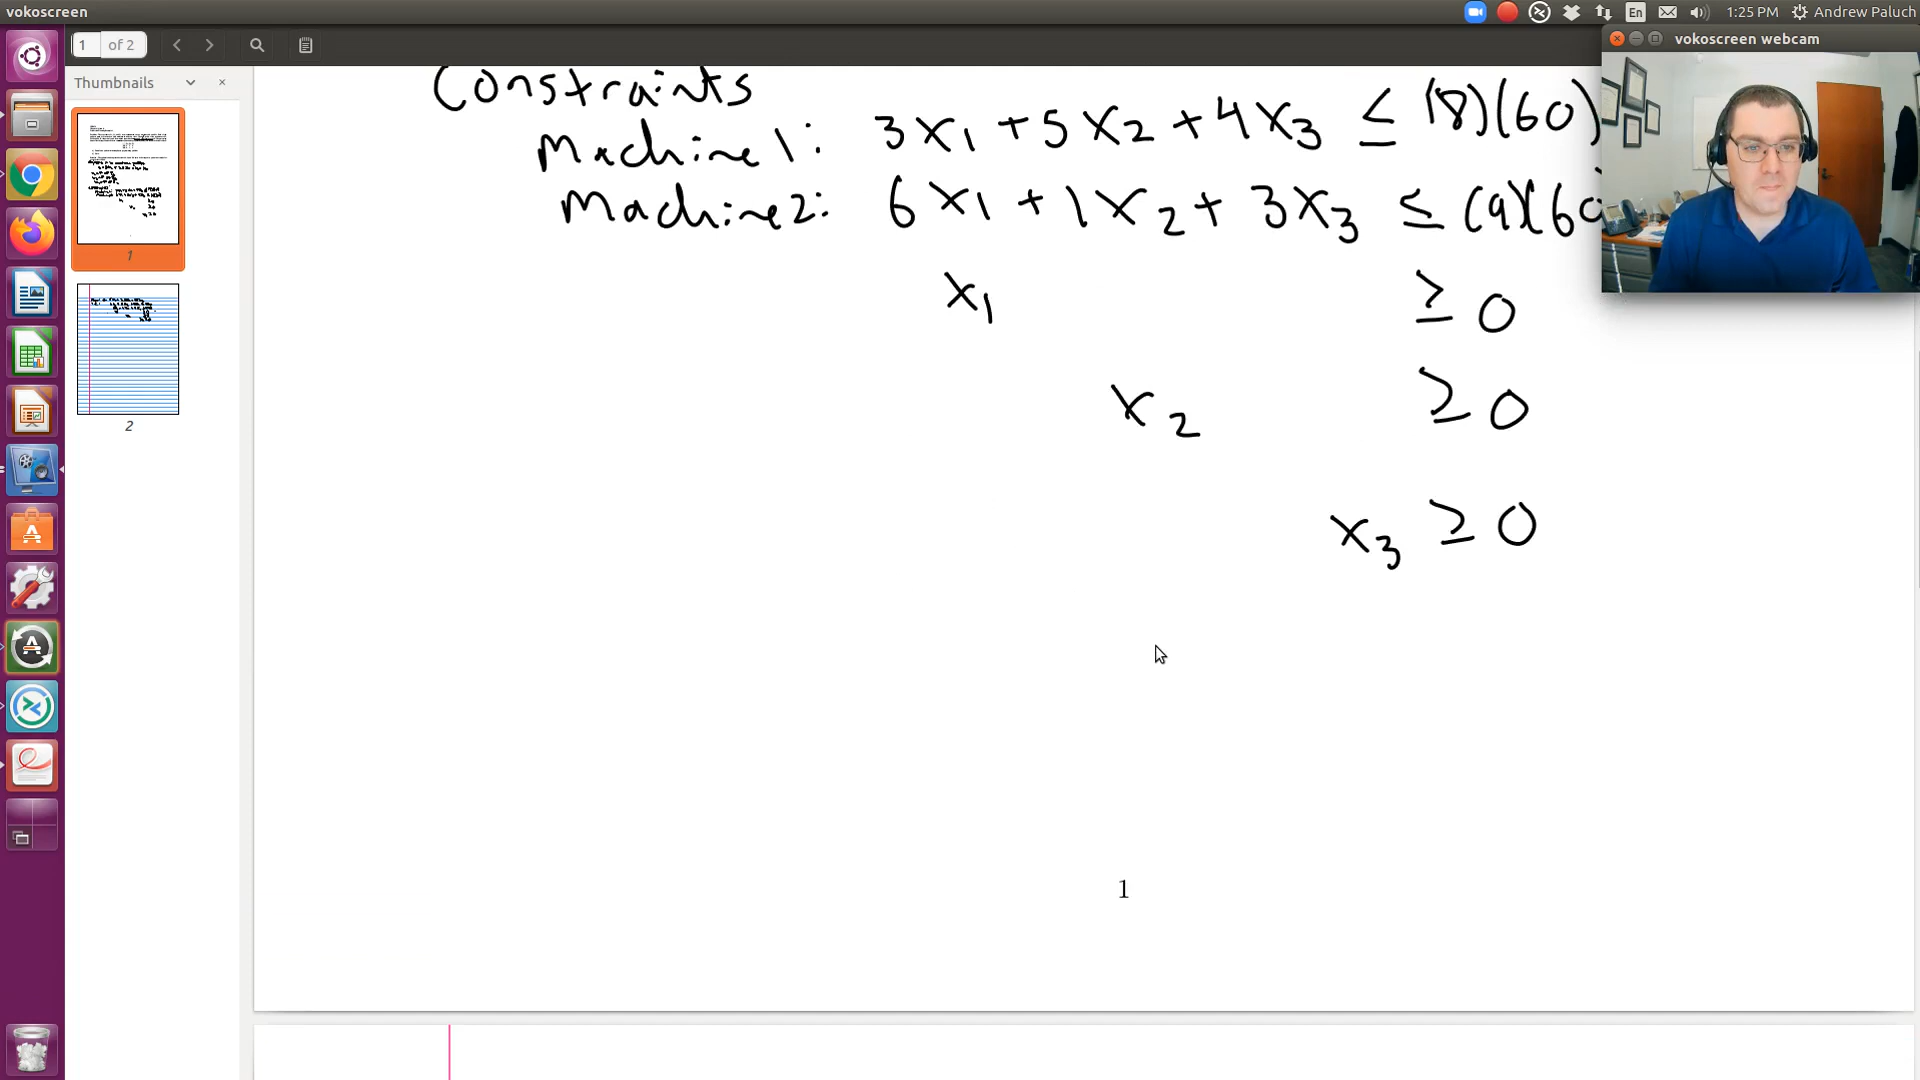 vokoscreen
En
1:25 PM
Andrew Paluch
1
of 2
vokoscreen webcam
Thumbnails
1
2
Constraints
Machine 1: 3x₁ + 5x₂ + 4x₃ ≤ (8)(60)
Machine 2: 6x₁ + 1x₂ + 3x₃ ≤ (9)(60
x₁ ≥ 0
x₂ ≥ 0
x₃ ≥ 0
1